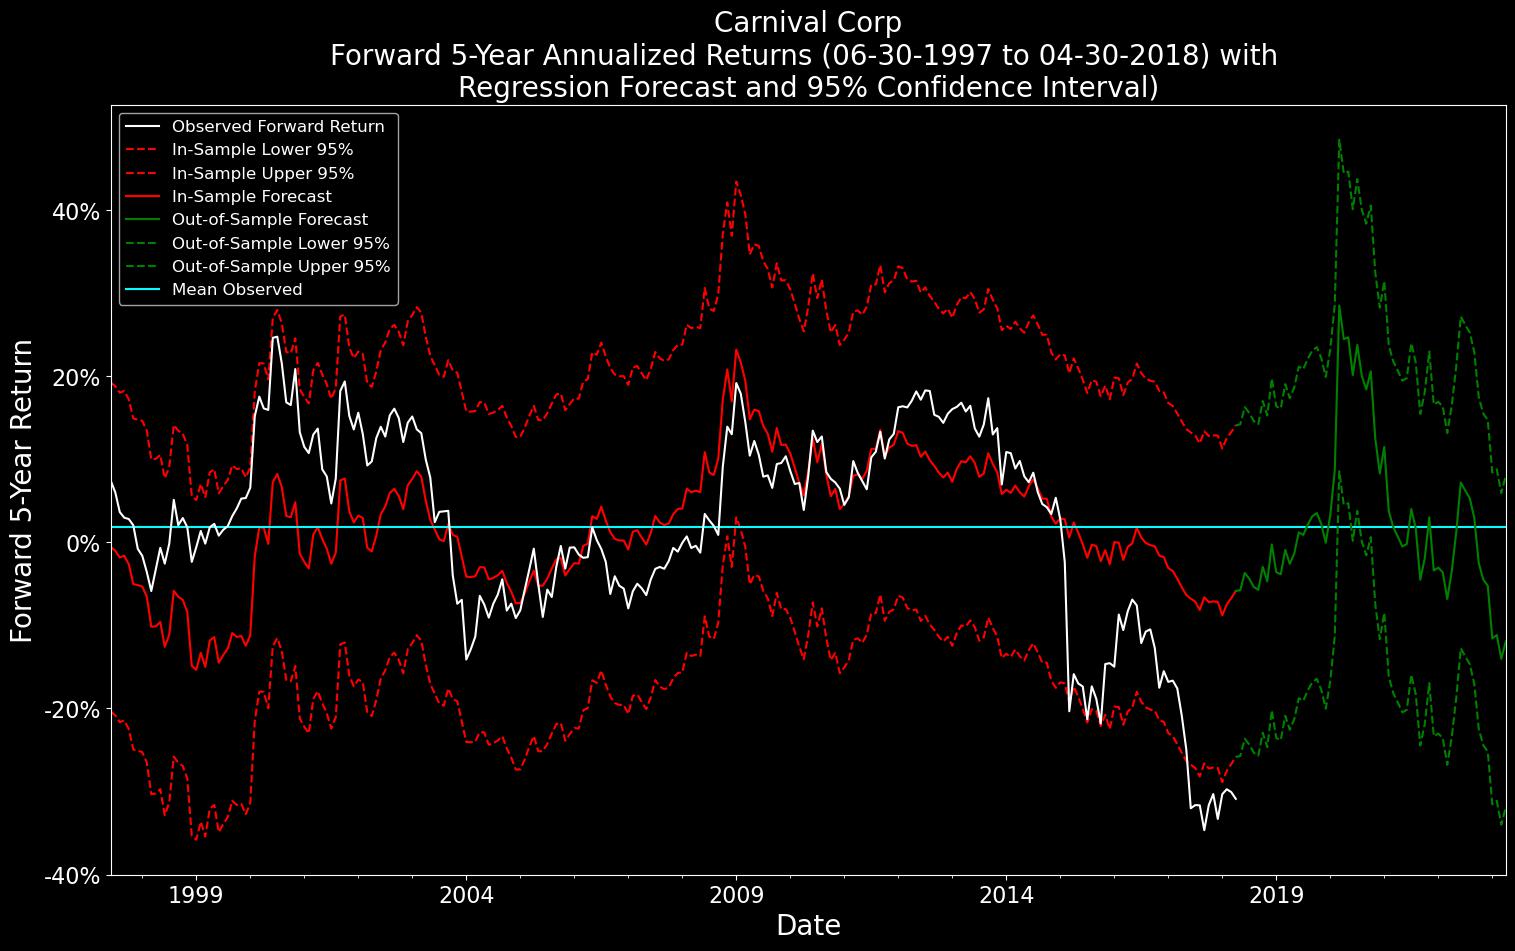 Carnival Corp
Forward 5-Year Annualized Returns (06-30-1997 to 04-30-2018) with
Regression Forecast and 95% Confidence Interval)
Observed Forward Return
In-Sample Lower 95%
In-Sample Upper 95%
In-Sample Forecast
Out-of-Sample Forecast
Out-of-Sample Lower 95%
Out-of-Sample Upper 95%
Mean Observed
Forward 5-Year Return
40%
20%
0%
-20%
-40%
1999
2004
2009
2014
2019
Date